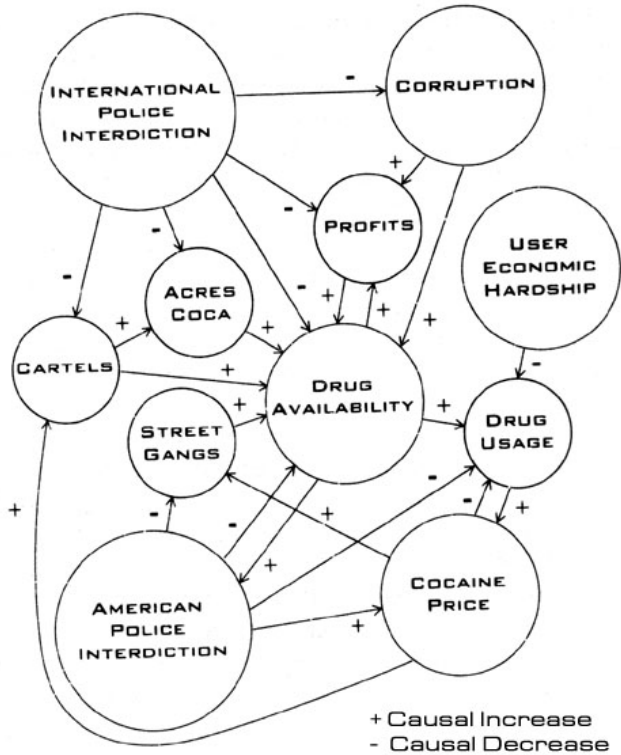 INTERNATIONAL
POLICE
INTERDICTION
-
CORRUPTION
+
-
PROFITS
-
USER
ECONOMIC
HARDSHIP
-
-
ACRES
COCA
-
+
+
+
+
+
+
CARTELS
+
DRUG
AVAILABILITY
-
+
DRUG
USAGE
STREET
GANGS
+
-
+
-
-
+
-
+
+
AMERICAN
POLICE
INTERDICTION
+
COCAINE
PRICE
+ Causal Increase
- Causal Decrease